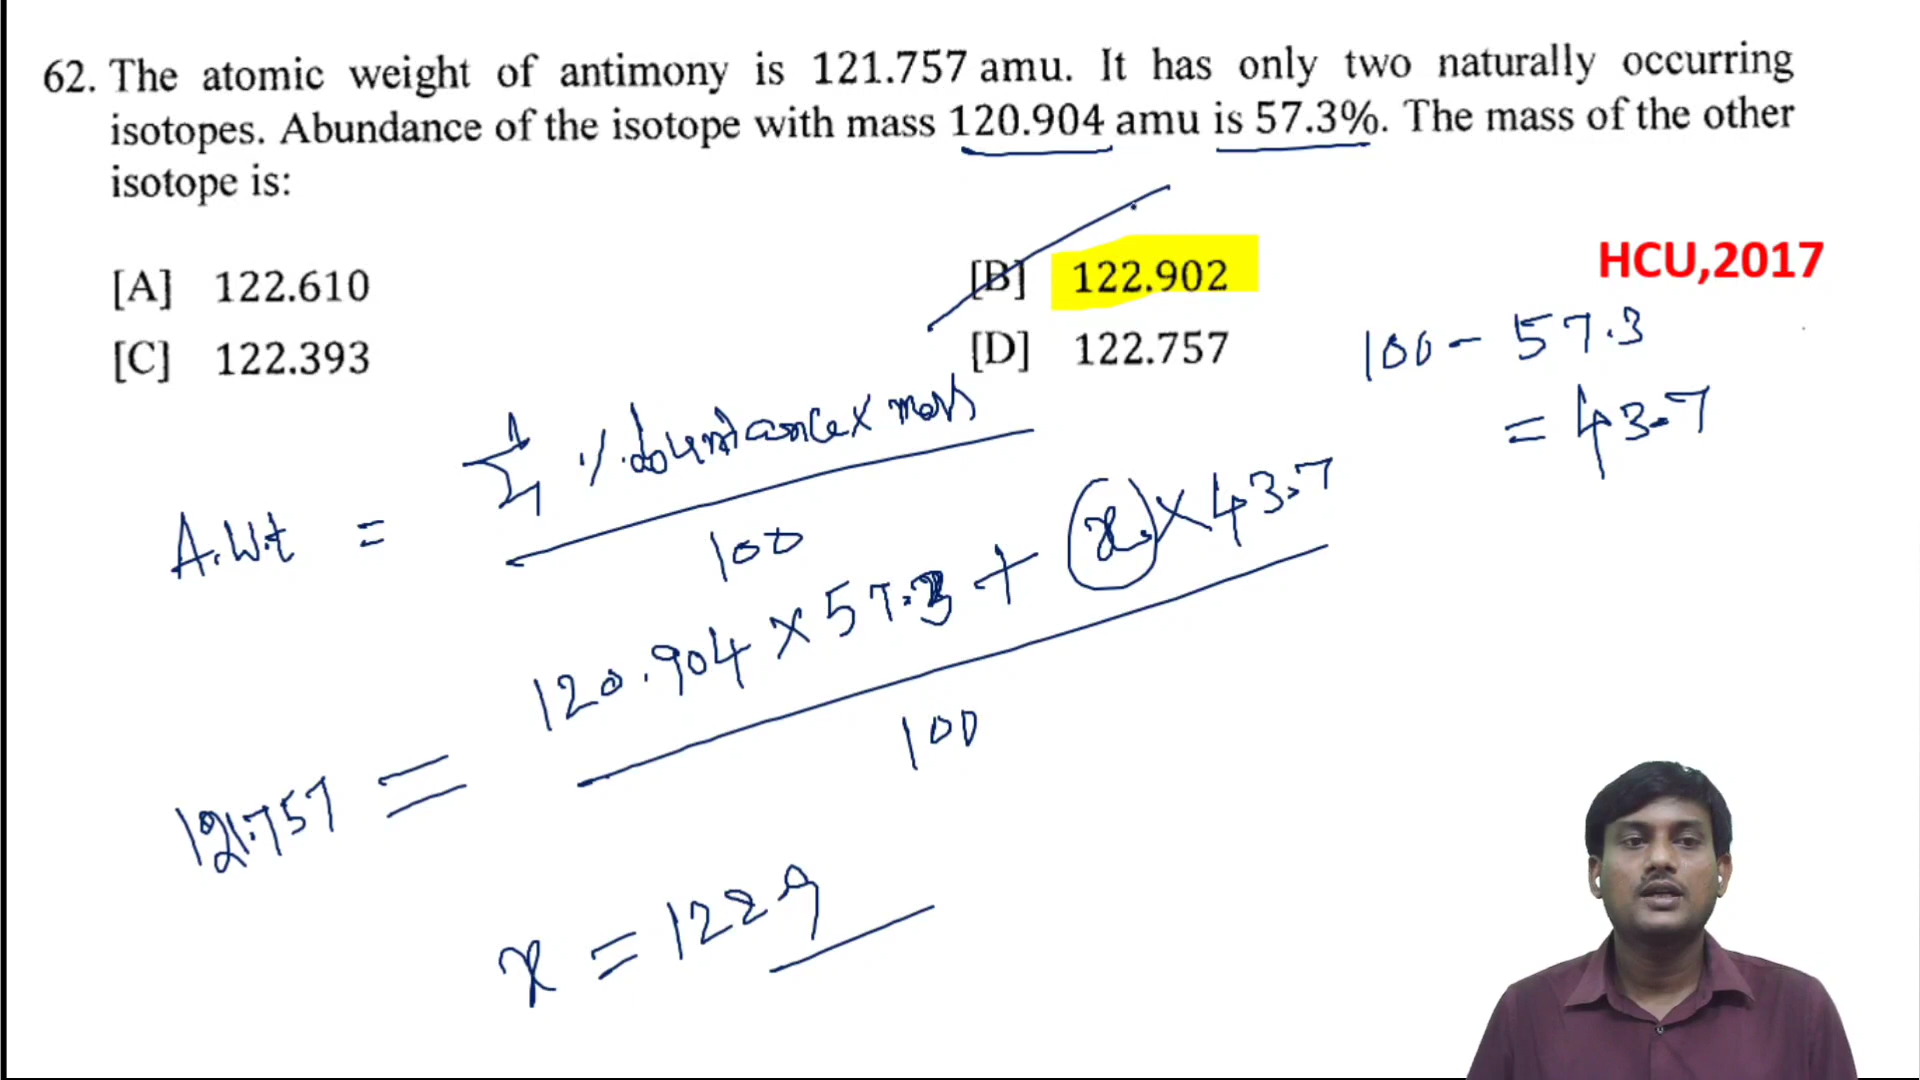 62. The atomic weight of antimony is 121.757 amu. It has only two naturally occurring
isotopes. Abundance of the isotope with mass 120.904 amu is 57.3%. The mass of the other
isotope is:
[A] 122.610
[B] 122.902
HCU,2017
[C] 122.393
[D] 122.757
100 - 57.3
= 43.7
A.Wt = ∑ % abundance x mass
100
121.757 = 120.904 x 57.3 + x x 43.7
100
x = 122.9